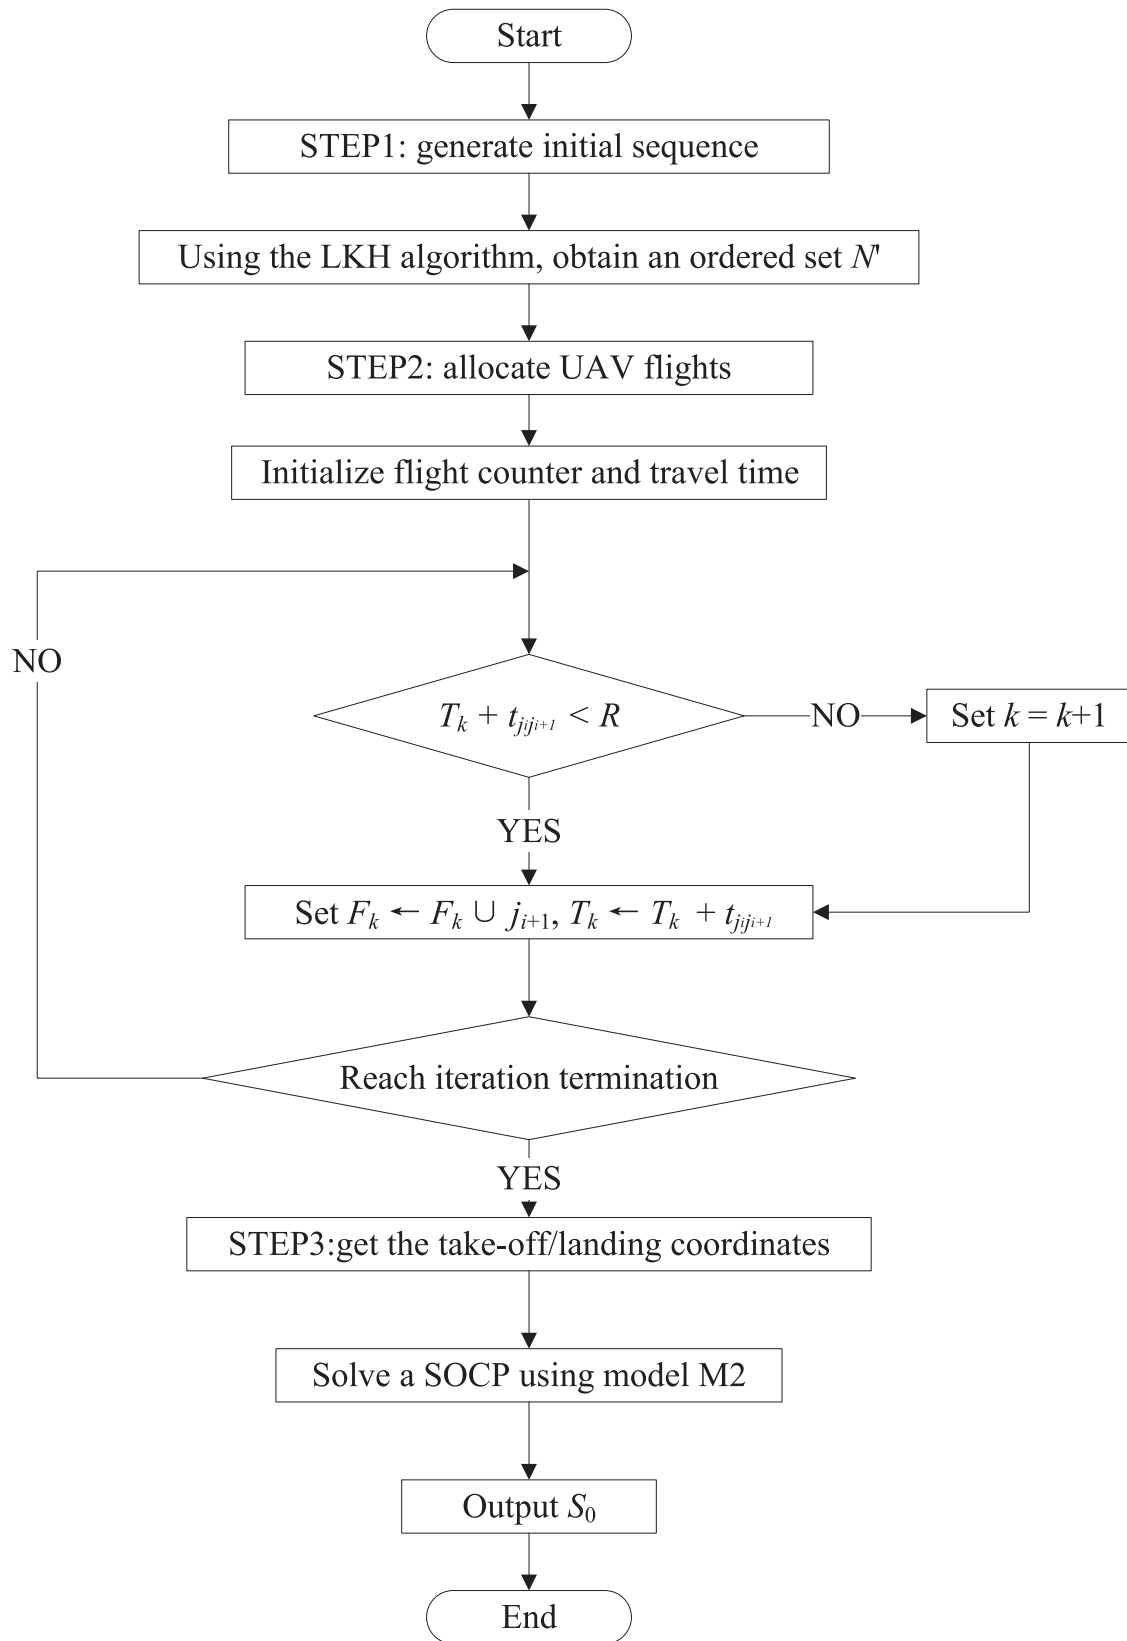 Start
STEP1: generate initial sequence
Using the LKH algorithm, obtain an ordered set N'
STEP2: allocate UAV flights
Initialize flight counter and travel time
NO
T_k + t_{j_i j_{i+1}} < R
NO
Set k = k+1
YES
Set F_k ← F_k ∪ j_{i+1}, T_k ← T_k + t_{j_i j_{i+1}}
Reach iteration termination
YES
STEP3:get the take-off/landing coordinates
Solve a SOCP using model M2
Output S_0
End